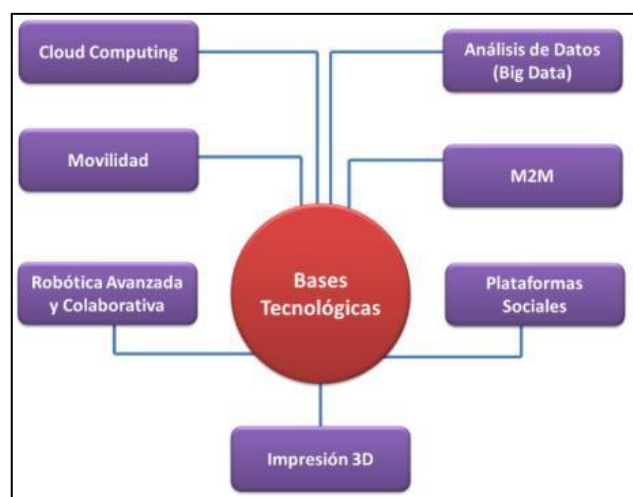 Cloud Computing
Análisis de Datos
(Big Data)
Movilidad
M2M
Robótica Avanzada
y Colaborativa
Bases
Tecnológicas
Plataformas
Sociales
Impresión 3D